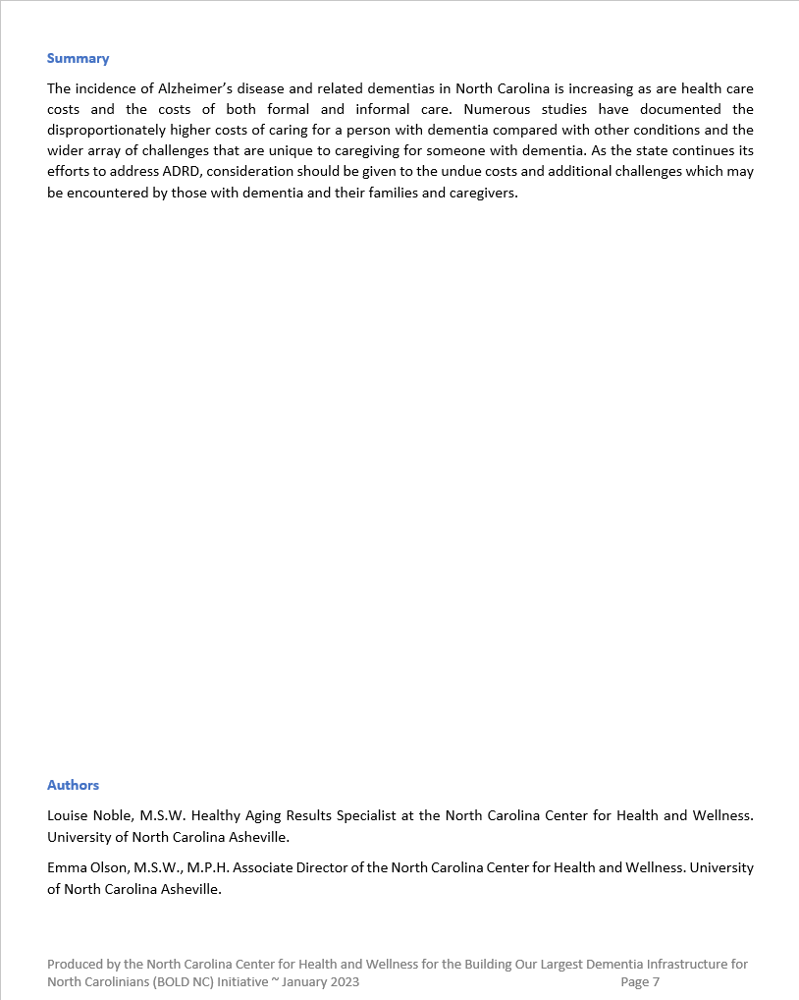 Summary
The incidence of Alzheimer’s disease and related dementias in North Carolina is increasing as are health care
costs and the costs of both formal and informal care. Numerous studies have documented the
disproportionately higher costs of caring for a person with dementia compared with other conditions and the
wider array of challenges that are unique to caregiving for someone with dementia. As the state continues its
efforts to address ADRD, consideration should be given to the undue costs and additional challenges which may
be encountered by those with dementia and their families and caregivers.
Authors
Louise Noble, M.S.W. Healthy Aging Results Specialist at the North Carolina Center for Health and Wellness.
University of North Carolina Asheville.
Emma Olson, M.S.W., M.P.H. Associate Director of the North Carolina Center for Health and Wellness. University
of North Carolina Asheville.
Produced by the North Carolina Center for Health and Wellness for the Building Our Largest Dementia Infrastructure for
North Carolinians (BOLD NC) Initiative ~ January 2023 Page 7